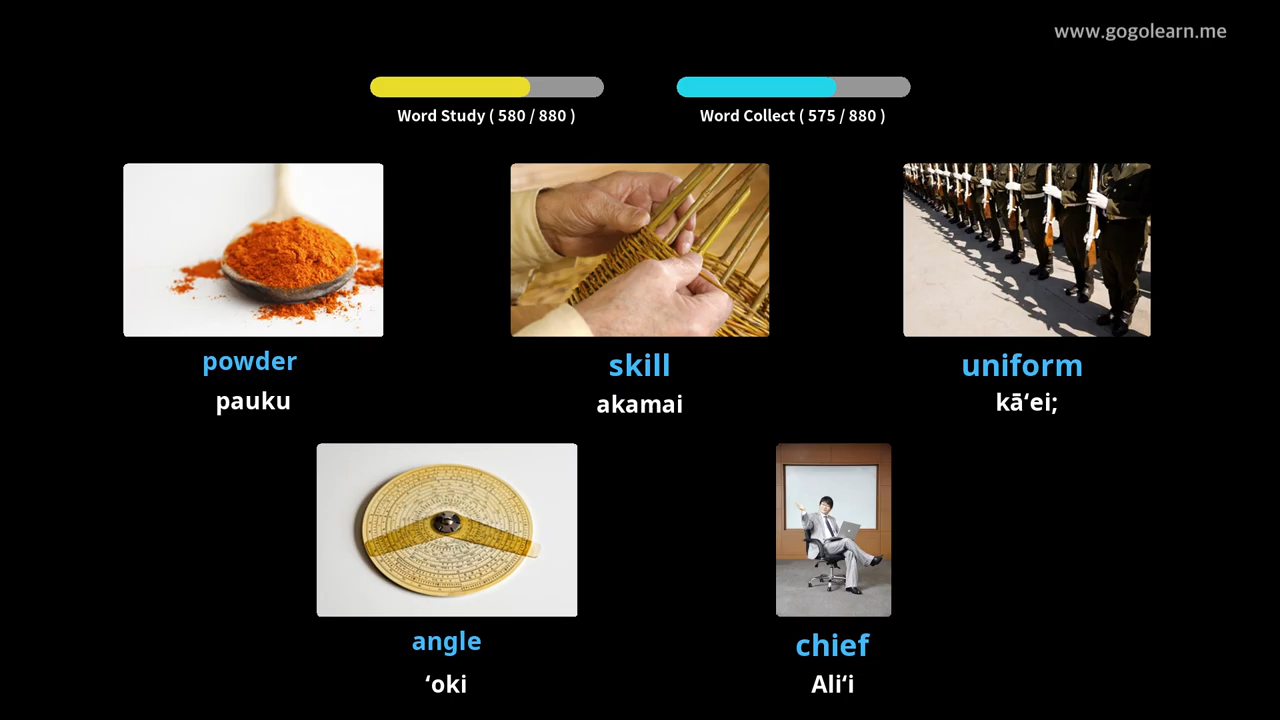 www.gogolearn.me
Word Study ( 580 / 880 )
Word Collect ( 575 / 880 )
powder
skill
uniform
pauku
akamai
kāʻei;
angle
chief
ʻoki
Aliʻi